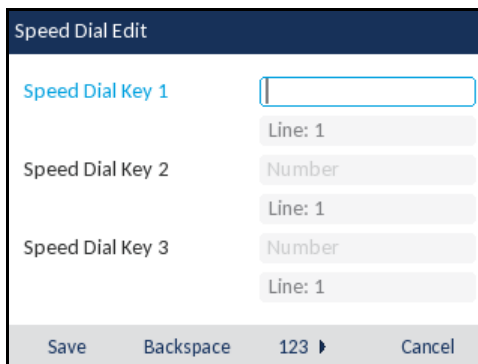 Speed Dial Edit
Speed Dial Key 1
Line: 1
Speed Dial Key 2 Number
Line: 1
Speed Dial Key 3 Number
Line: 1
Save Backspace 123 Cancel